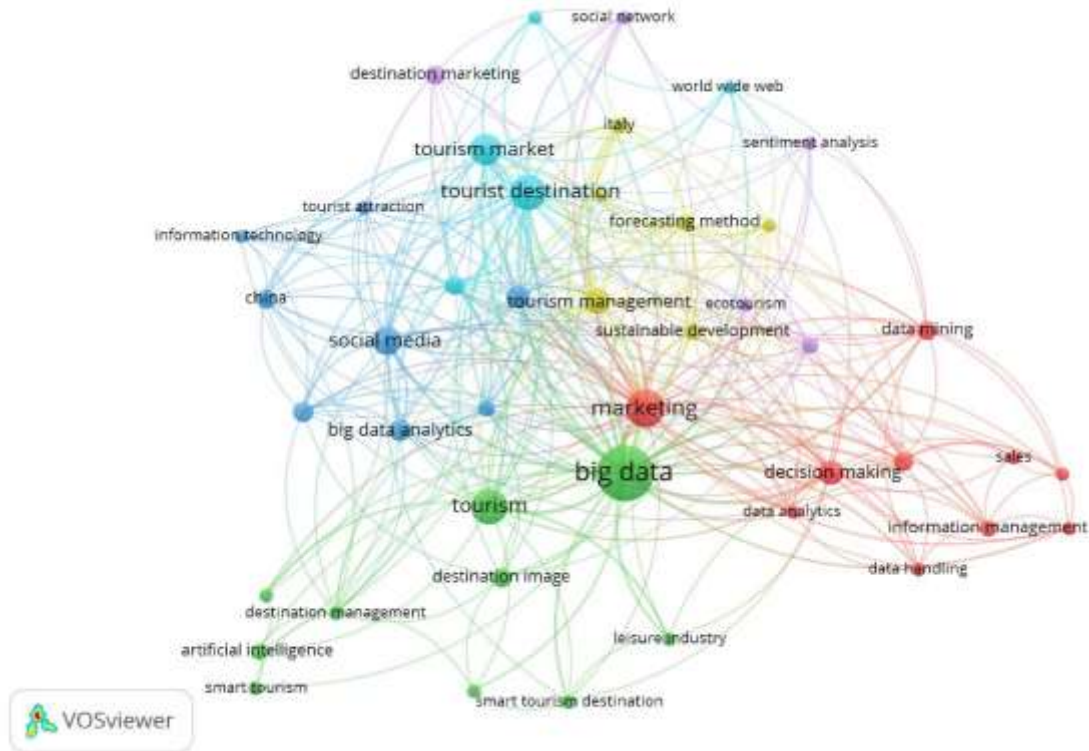 social network
destination marketing
world wide web
italy
sentiment analysis
tourism market
tourist destination
tourist attraction
forecasting method
information technology
china
tourism management
ecotourism
sustainable development
data mining
social media
marketing
big data analytics
big data
decision making
sales
tourism
data analytics
information management
data handling
destination image
destination management
leisure industry
artificial intelligence
smart tourism
smart tourism destination
VOSviewer